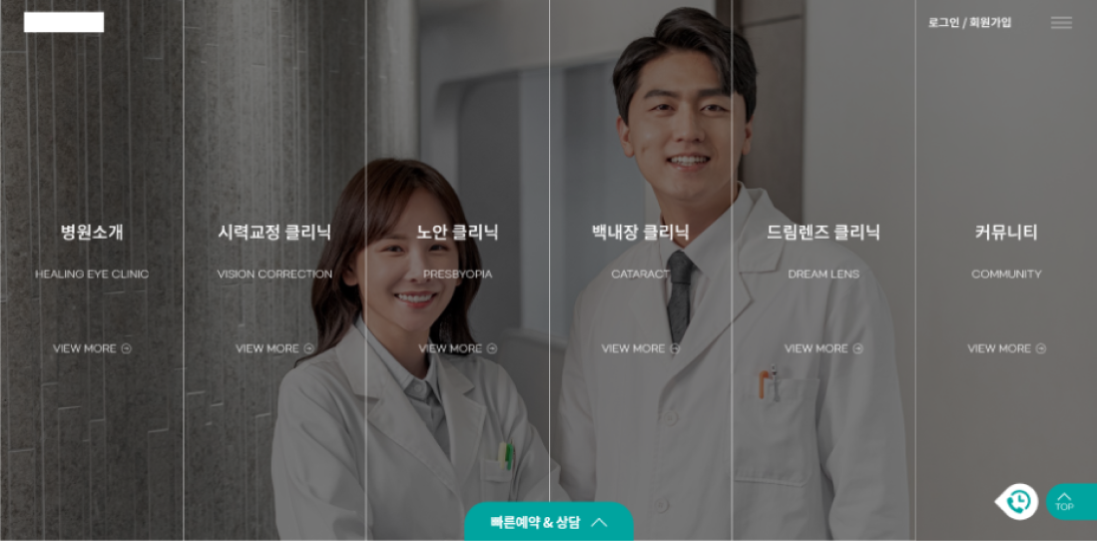 로그인 / 회원가입
병원소개
HEALING EYE CLINIC
VIEW MORE
시력교정 클리닉
VISION CORRECTION
VIEW MORE
노안 클리닉
PRESBYOPIA
VIEW MORE
백내장 클리닉
CATARACT
VIEW MORE
드림렌즈 클리닉
DREAM LENS
VIEW MORE
커뮤니티
COMMUNITY
VIEW MORE
빠른예약 & 상담
TOP